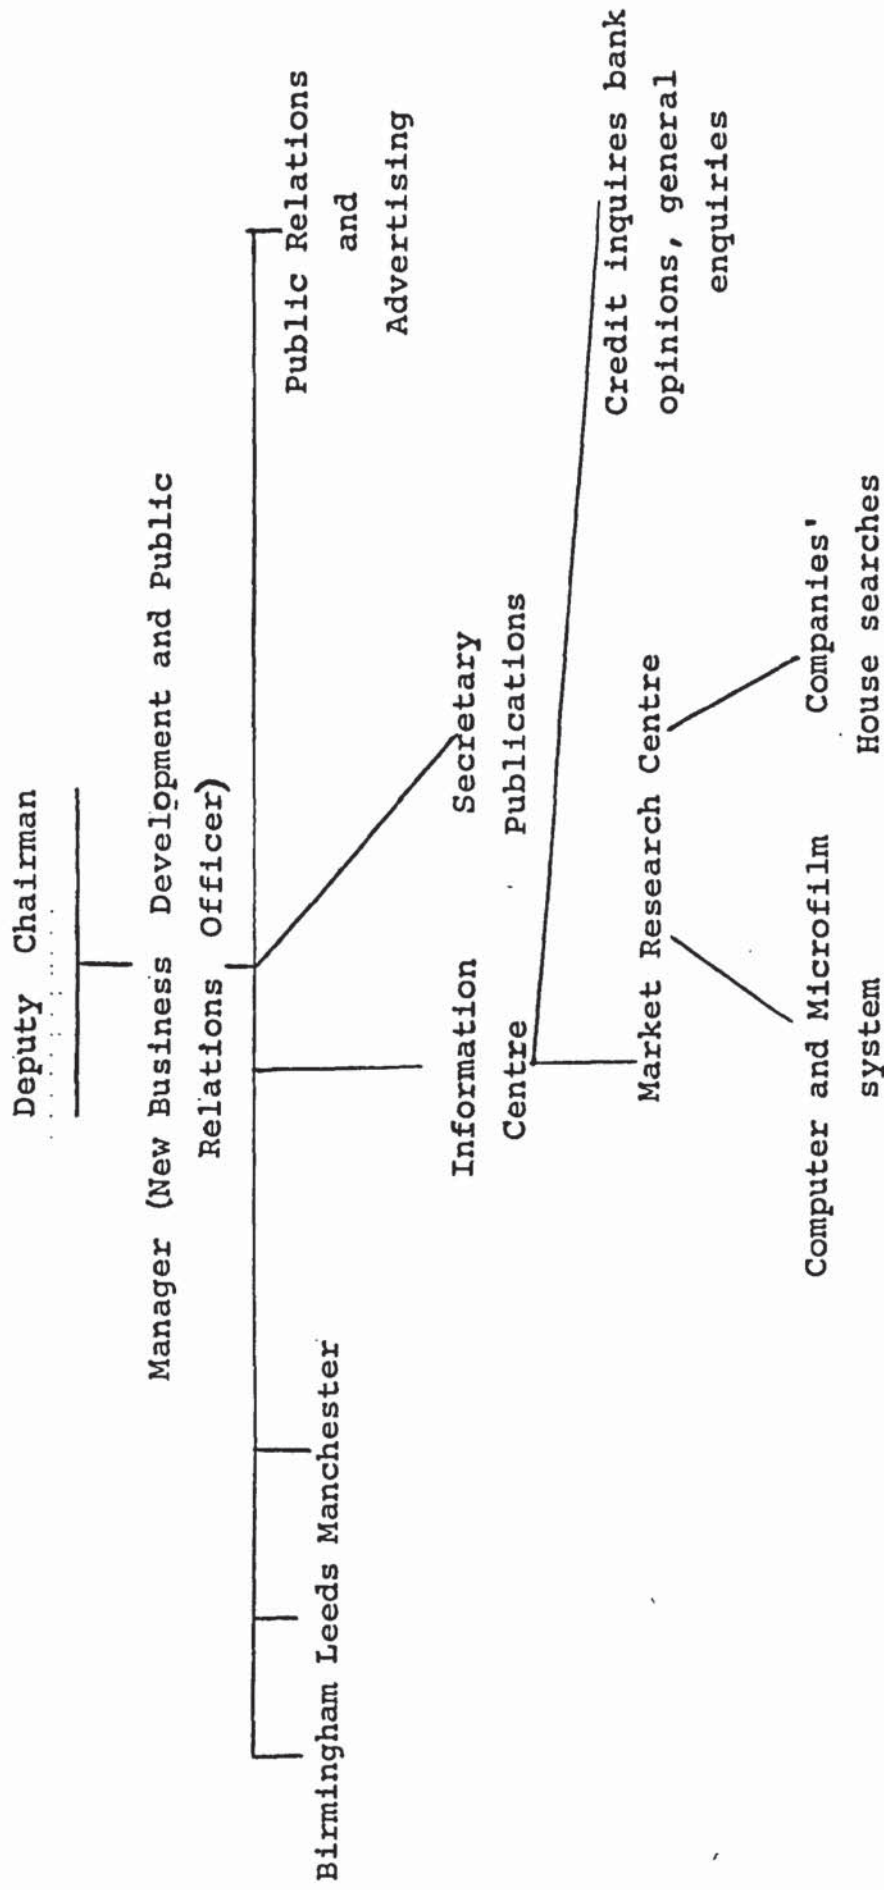 Deputy Chairman
Manager (New Business Development and Public
Relations Officer)
Birmingham Leeds Manchester
Public Relations
and
Advertising
Information
Centre
Secretary
Publications
Credit inquires bank
opinions, general
enquiries
Market Research Centre
Computer and Microfilm
system
Companies'
House searches